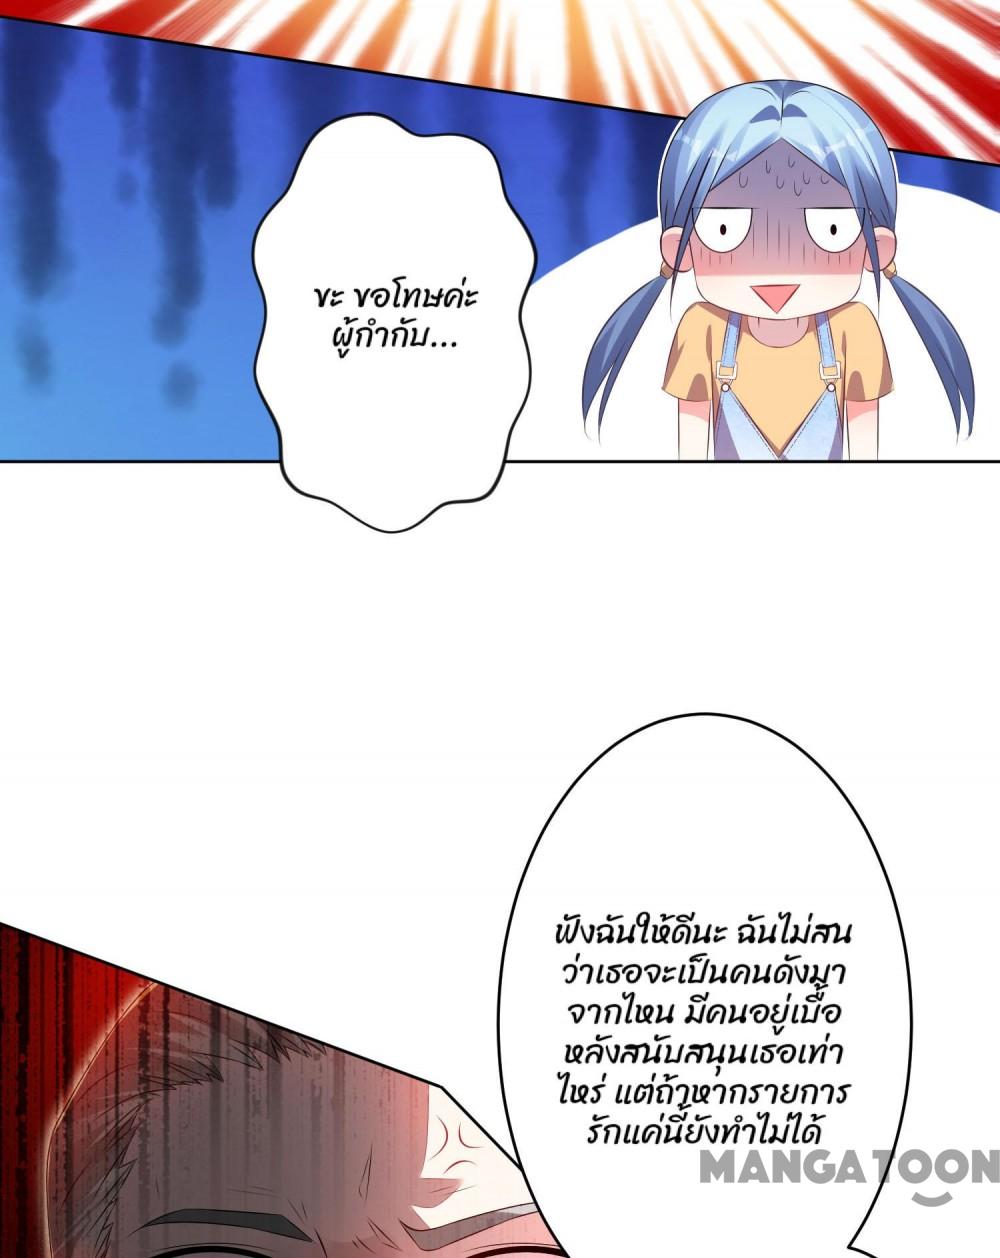 ขะ ขอโทษค่ะ
ผู้กำกับ...
ฟังฉันให้ดีนะ ฉันไม่สน
ว่าเธอจะเป็นคนดังมา
จากไหน มีคนอยู่เบื้อ
หลังสนับสนุนเธอเท่า
ไหร่ แต่ถ้าหากรายการ
รักแค่นี้ยังทำไม่ได้
MANGATOON